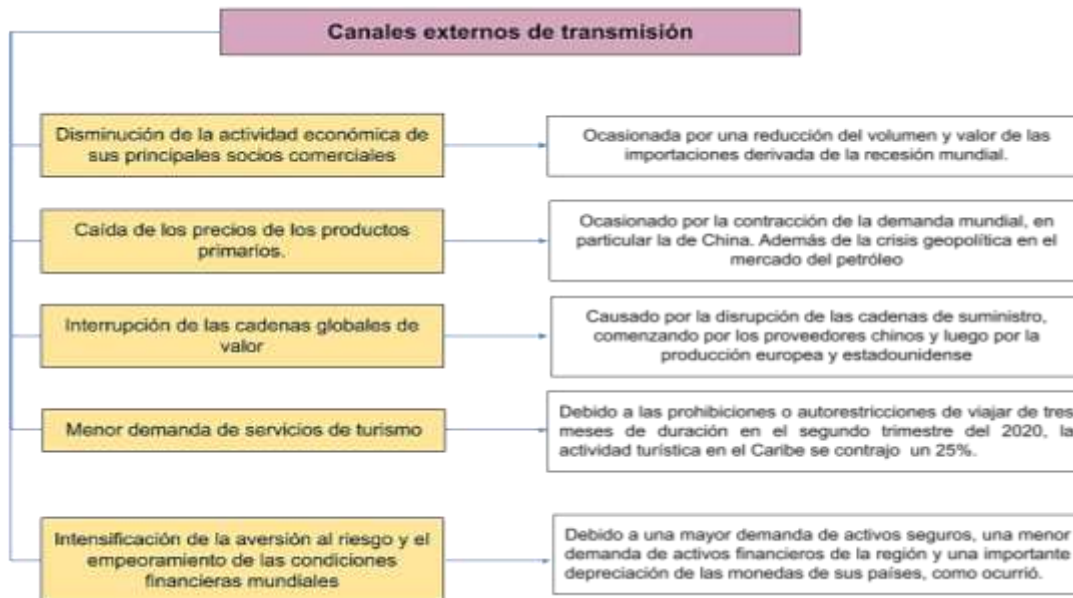 Canales externos de transmisión
Disminución de la actividad económica de
sus principales socios comerciales
Ocasionada por una reducción del volumen y valor de las
importaciones derivada de la recesión mundial.
Caída de los precios de los productos
primarios.
Ocasionado por la contracción de la demanda mundial, en
particular la de China. Además de la crisis geopolítica en el
mercado del petróleo
Interrupción de las cadenas globales de
valor
Causado por la disrupción de las cadenas de suministro,
comenzando por los proveedores chinos y luego por la
producción europea y estadounidense
Menor demanda de servicios de turismo
Debido a las prohibiciones o autorestricciones de viajar de tres
meses de duración en el segundo trimestre del 2020, la
actividad turística en el Caribe se contrajo un 25%.
Intensificación de la aversión al riesgo y el
empeoramiento de las condiciones
financieras mundiales
Debido a una mayor demanda de activos seguros, una menor
demanda de activos financieros de la región y una importante
depreciación de las monedas de sus países, como ocurrió.